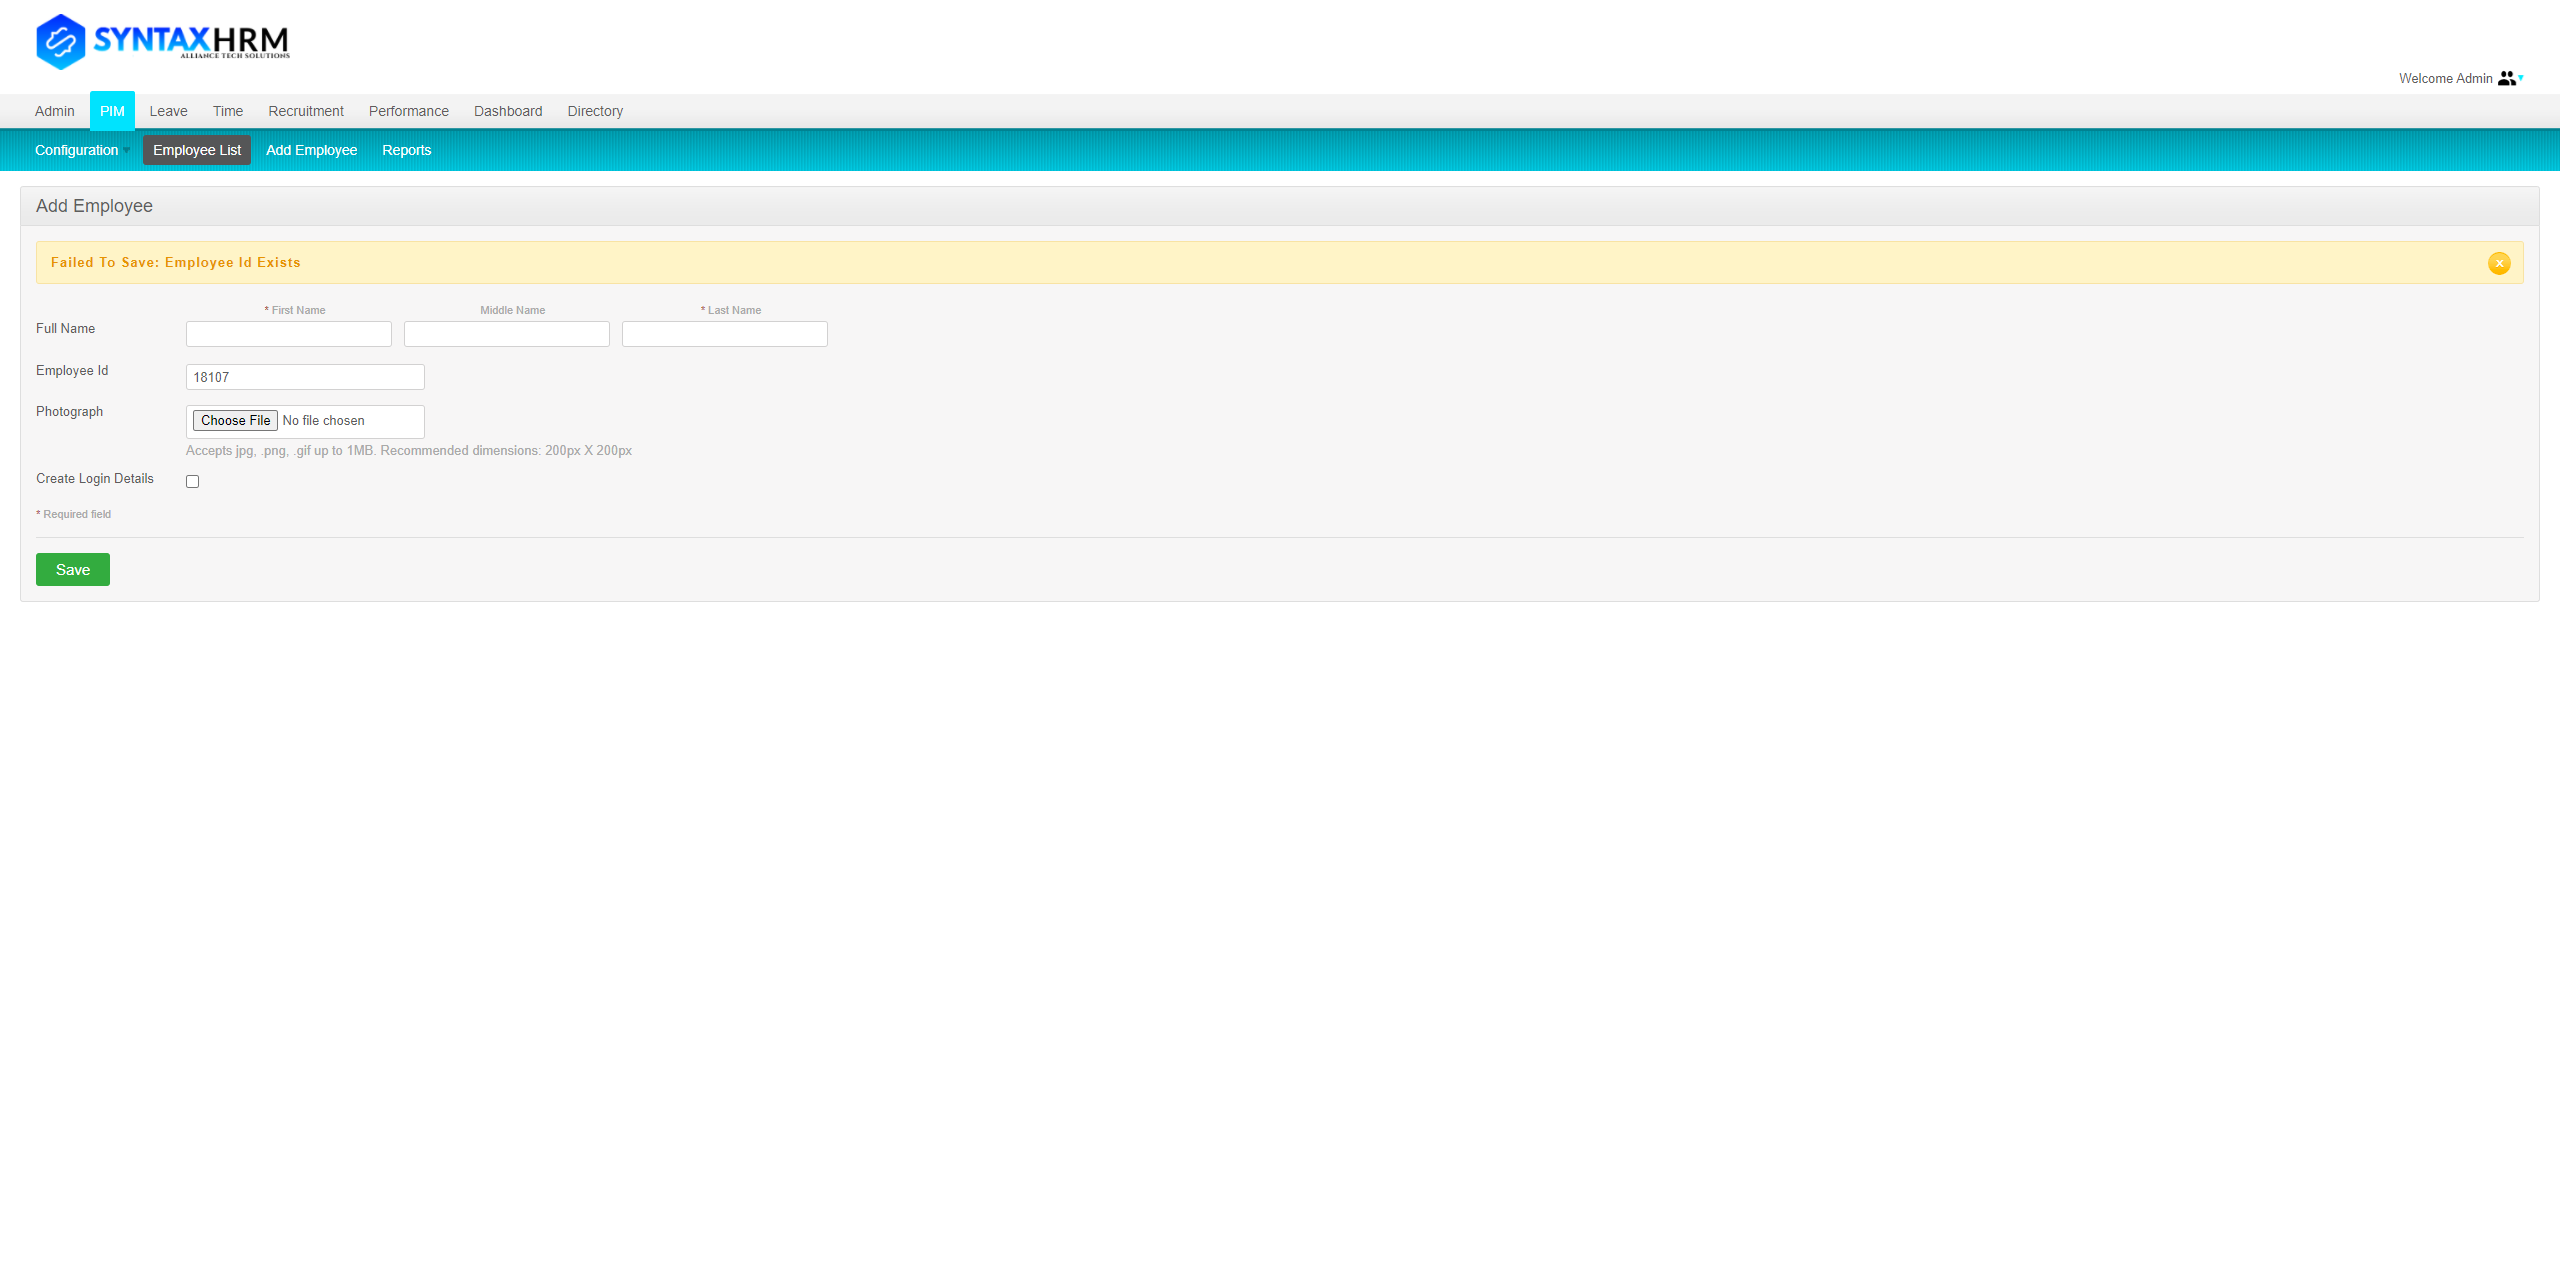 SYNTAXHRM
ALLIANCE TECH SOLUTIONS
Welcome Admin
Admin PIM Leave Time Recruitment Performance Dashboard Directory
Configuration Employee List Add Employee Reports
Add Employee
Failed To Save: Employee Id Exists
* First Name Middle Name * Last Name
Full Name
Employee Id 18107
Photograph Choose File No file chosen
Accepts jpg, .png, .gif up to 1MB. Recommended dimensions: 200px X 200px
Create Login Details
* Required field
Save